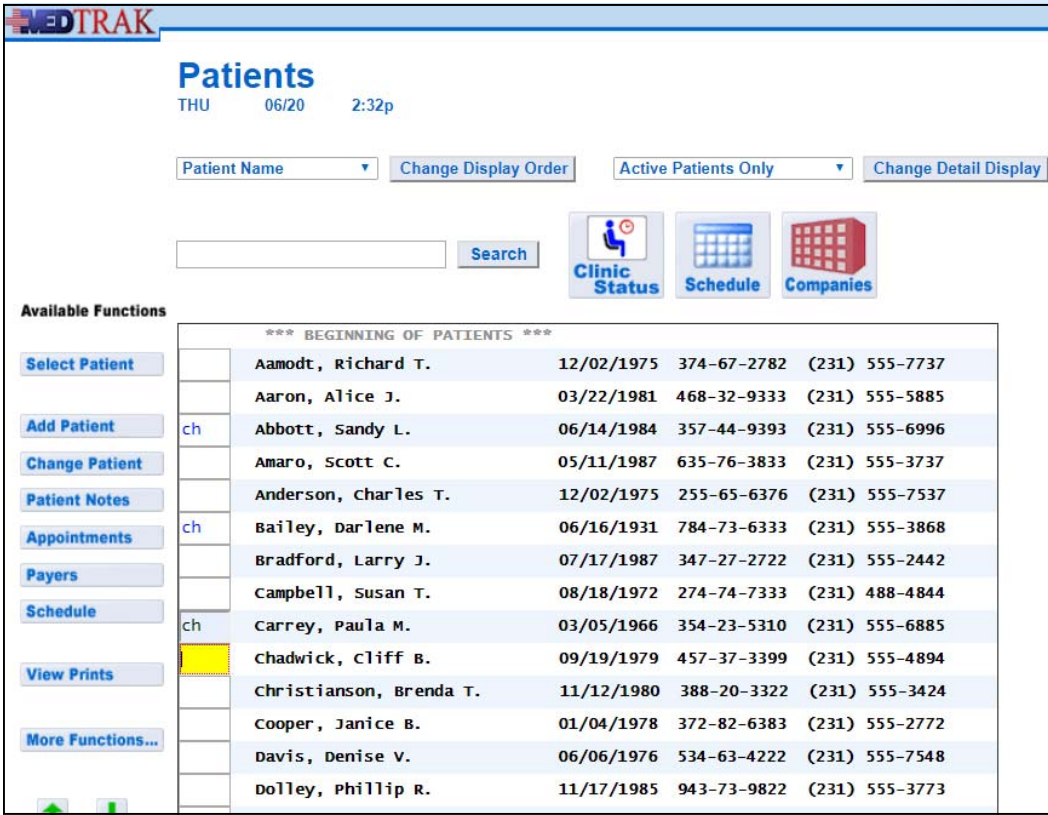 MEDTRAK
Patients
THU 06/20 2:32p
Patient Name Change Display Order Active Patients Only Change Detail Display
Search
Clinic Status
Schedule
Companies
Available Functions
Select Patient
Add Patient
Change Patient
Patient Notes
Appointments
Payers
Schedule
View Prints
More Functions...
*** BEGINNING OF PATIENTS ***
Aamodt, Richard T. 12/02/1975 374-67-2782 (231) 555-7737
Aaron, Alice J. 03/22/1981 468-32-9333 (231) 555-5885
ch Abbott, Sandy L. 06/14/1984 357-44-9393 (231) 555-6996
Amaro, Scott C. 05/11/1987 635-76-3833 (231) 555-3737
Anderson, Charles T. 12/02/1975 255-65-6376 (231) 555-7537
ch Bailey, Darlene M. 06/16/1931 784-73-6333 (231) 555-3868
Bradford, Larry J. 07/17/1987 347-27-2722 (231) 555-2442
Campbell, Susan T. 08/18/1972 274-74-7333 (231) 488-4844
ch Carrey, Paula M. 03/05/1966 354-23-5310 (231) 555-6885
Chadwick, Cliff B. 09/19/1979 457-37-3399 (231) 555-4894
Christianson, Brenda T. 11/12/1980 388-20-3322 (231) 555-3424
Cooper, Janice B. 01/04/1978 372-82-6383 (231) 555-2772
Davis, Denise V. 06/06/1976 534-63-4222 (231) 555-7548
Dolley, Phillip R. 11/17/1985 943-73-9822 (231) 555-3773